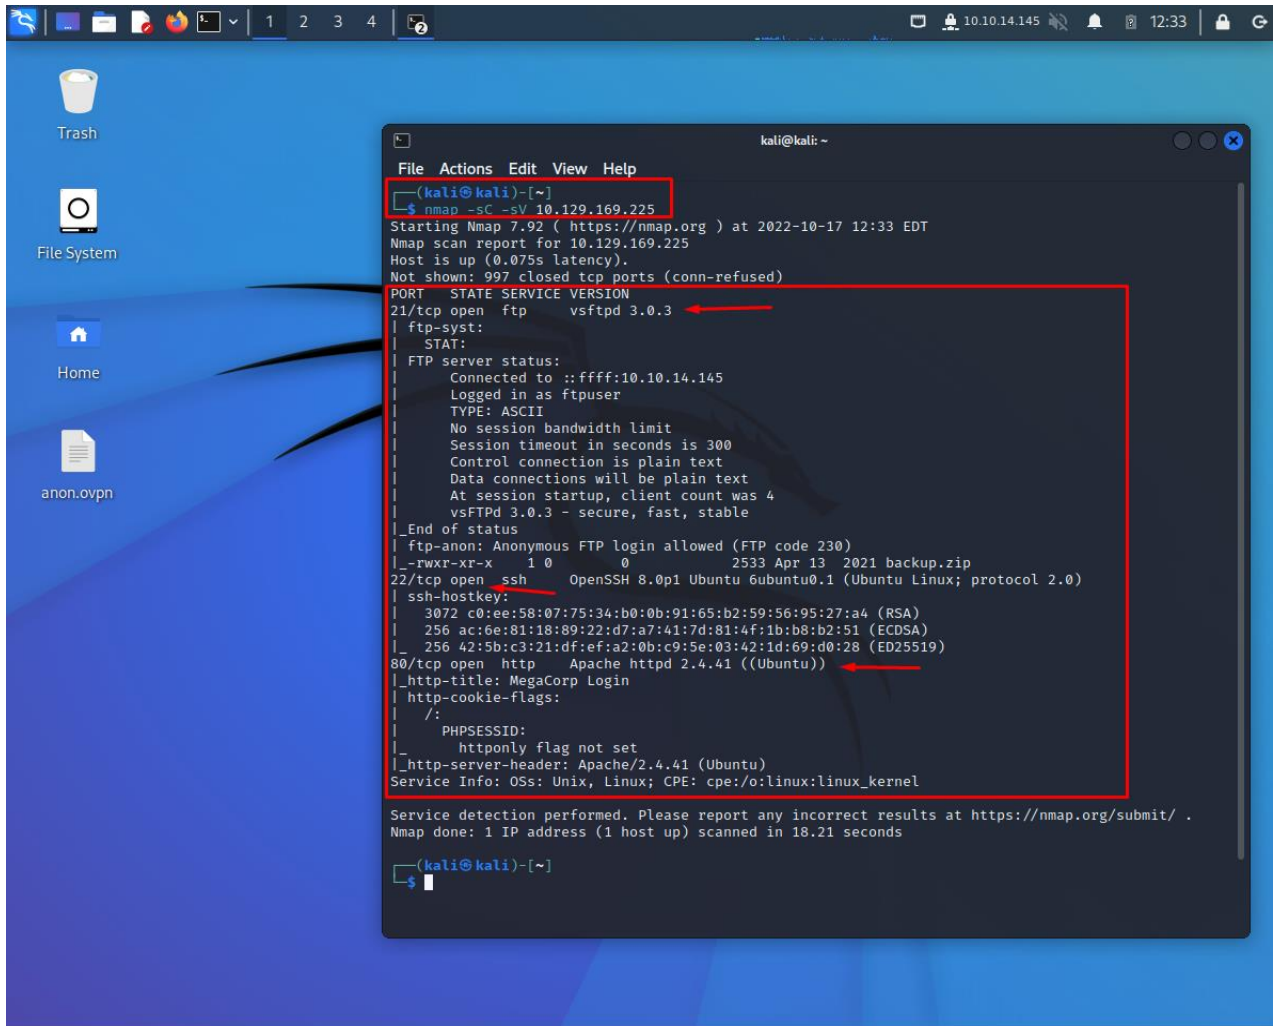 1 2 3 4 10.10.14.145 12:33
Trash
File System
Home
anon.ovpn
kali@kali: ~
File Actions Edit View Help
(kali㉿kali)-[~]
$ nmap -sC -sV 10.129.169.225
Starting Nmap 7.92 ( https://nmap.org ) at 2022-10-17 12:33 EDT
Nmap scan report for 10.129.169.225
Host is up (0.075s latency).
Not shown: 997 closed tcp ports (conn-refused)
PORT   STATE SERVICE VERSION
21/tcp open  ftp     vsftpd 3.0.3
| ftp-syst:
|   STAT:
| FTP server status:
|      Connected to ::ffff:10.10.14.145
|      Logged in as ftpuser
|      TYPE: ASCII
|      No session bandwidth limit
|      Session timeout in seconds is 300
|      Control connection is plain text
|      Data connections will be plain text
|      At session startup, client count was 4
|      vsFTPd 3.0.3 - secure, fast, stable
|_End of status
| ftp-anon: Anonymous FTP login allowed (FTP code 230)
|_-rwxr-xr-x    1 0        0            2533 Apr 13  2021 backup.zip
22/tcp open  ssh     OpenSSH 8.0p1 Ubuntu 6ubuntu0.1 (Ubuntu Linux; protocol 2.0)
| ssh-hostkey:
|   3072 c0:ee:58:07:75:34:b0:0b:91:65:b2:59:56:95:27:a4 (RSA)
|   256 ac:6e:81:18:89:22:d7:a7:41:7d:81:4f:1b:b8:b2:51 (ECDSA)
|_  256 42:5b:c3:21:df:ef:a2:0b:c9:5e:03:42:1d:69:d0:28 (ED25519)
80/tcp open  http    Apache httpd 2.4.41 ((Ubuntu))
|_http-title: MegaCorp Login
| http-cookie-flags:
|   /:
|     PHPSESSID:
|_      httponly flag not set
|_http-server-header: Apache/2.4.41 (Ubuntu)
Service Info: OSs: Unix, Linux; CPE: cpe:/o:linux:linux_kernel
Service detection performed. Please report any incorrect results at https://nmap.org/submit/ .
Nmap done: 1 IP address (1 host up) scanned in 18.21 seconds
(kali㉿kali)-[~]
$